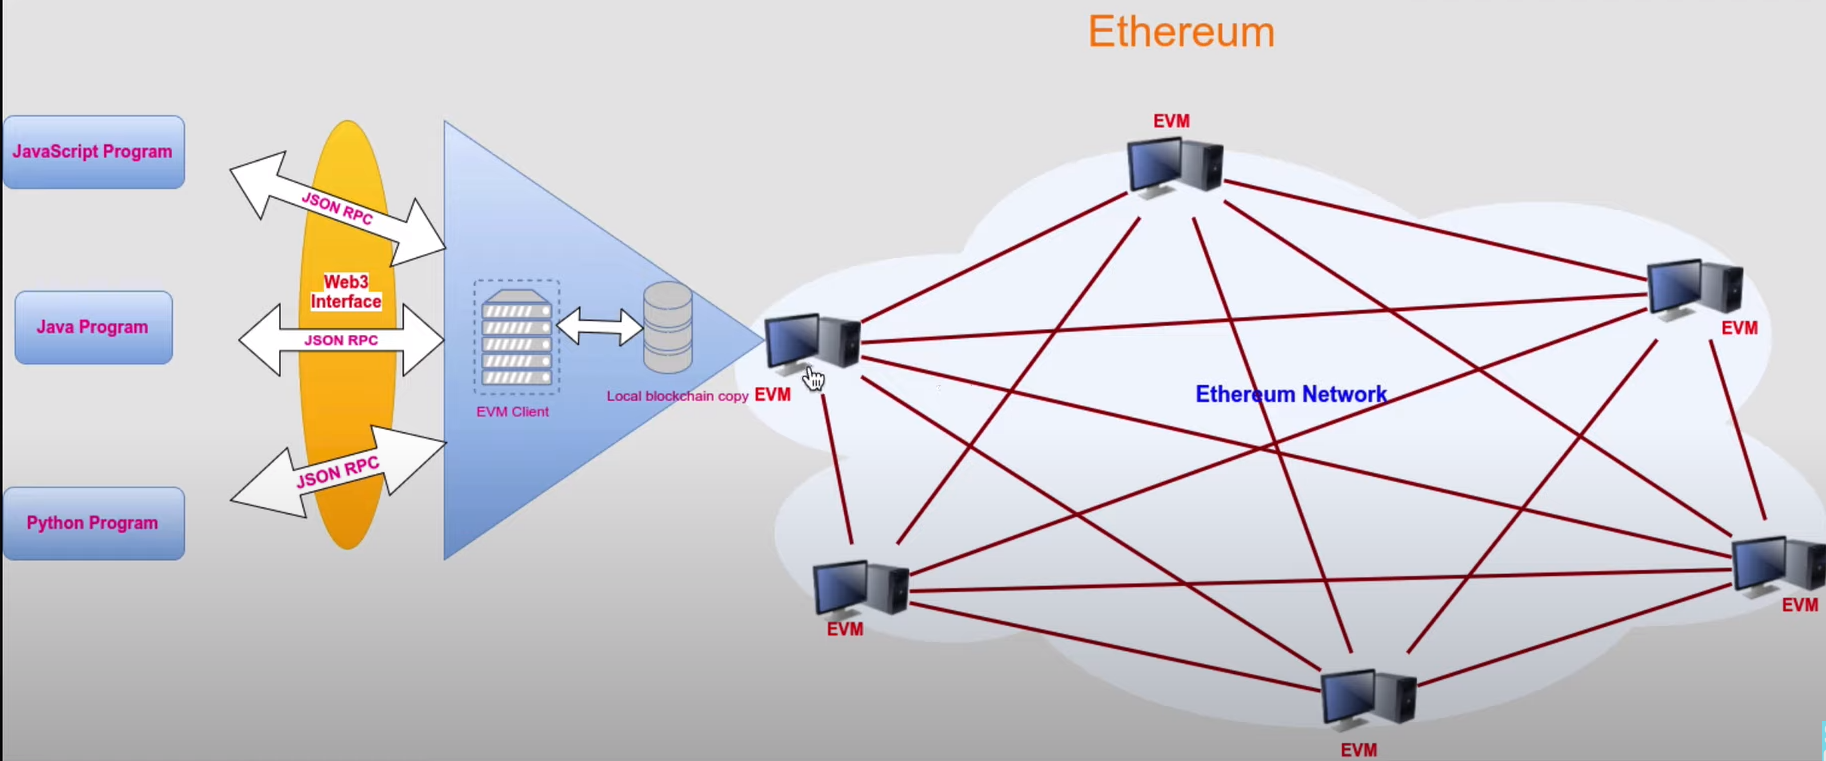 Ethereum
JavaScript Program
Java Program
Python Program
JSON RPC
Web3
Interface
JSON RPC
JSON RPC
EVM Client
Local blockchain copy
EVM
EVM
EVM
Ethereum Network
EVM
EVM
EVM